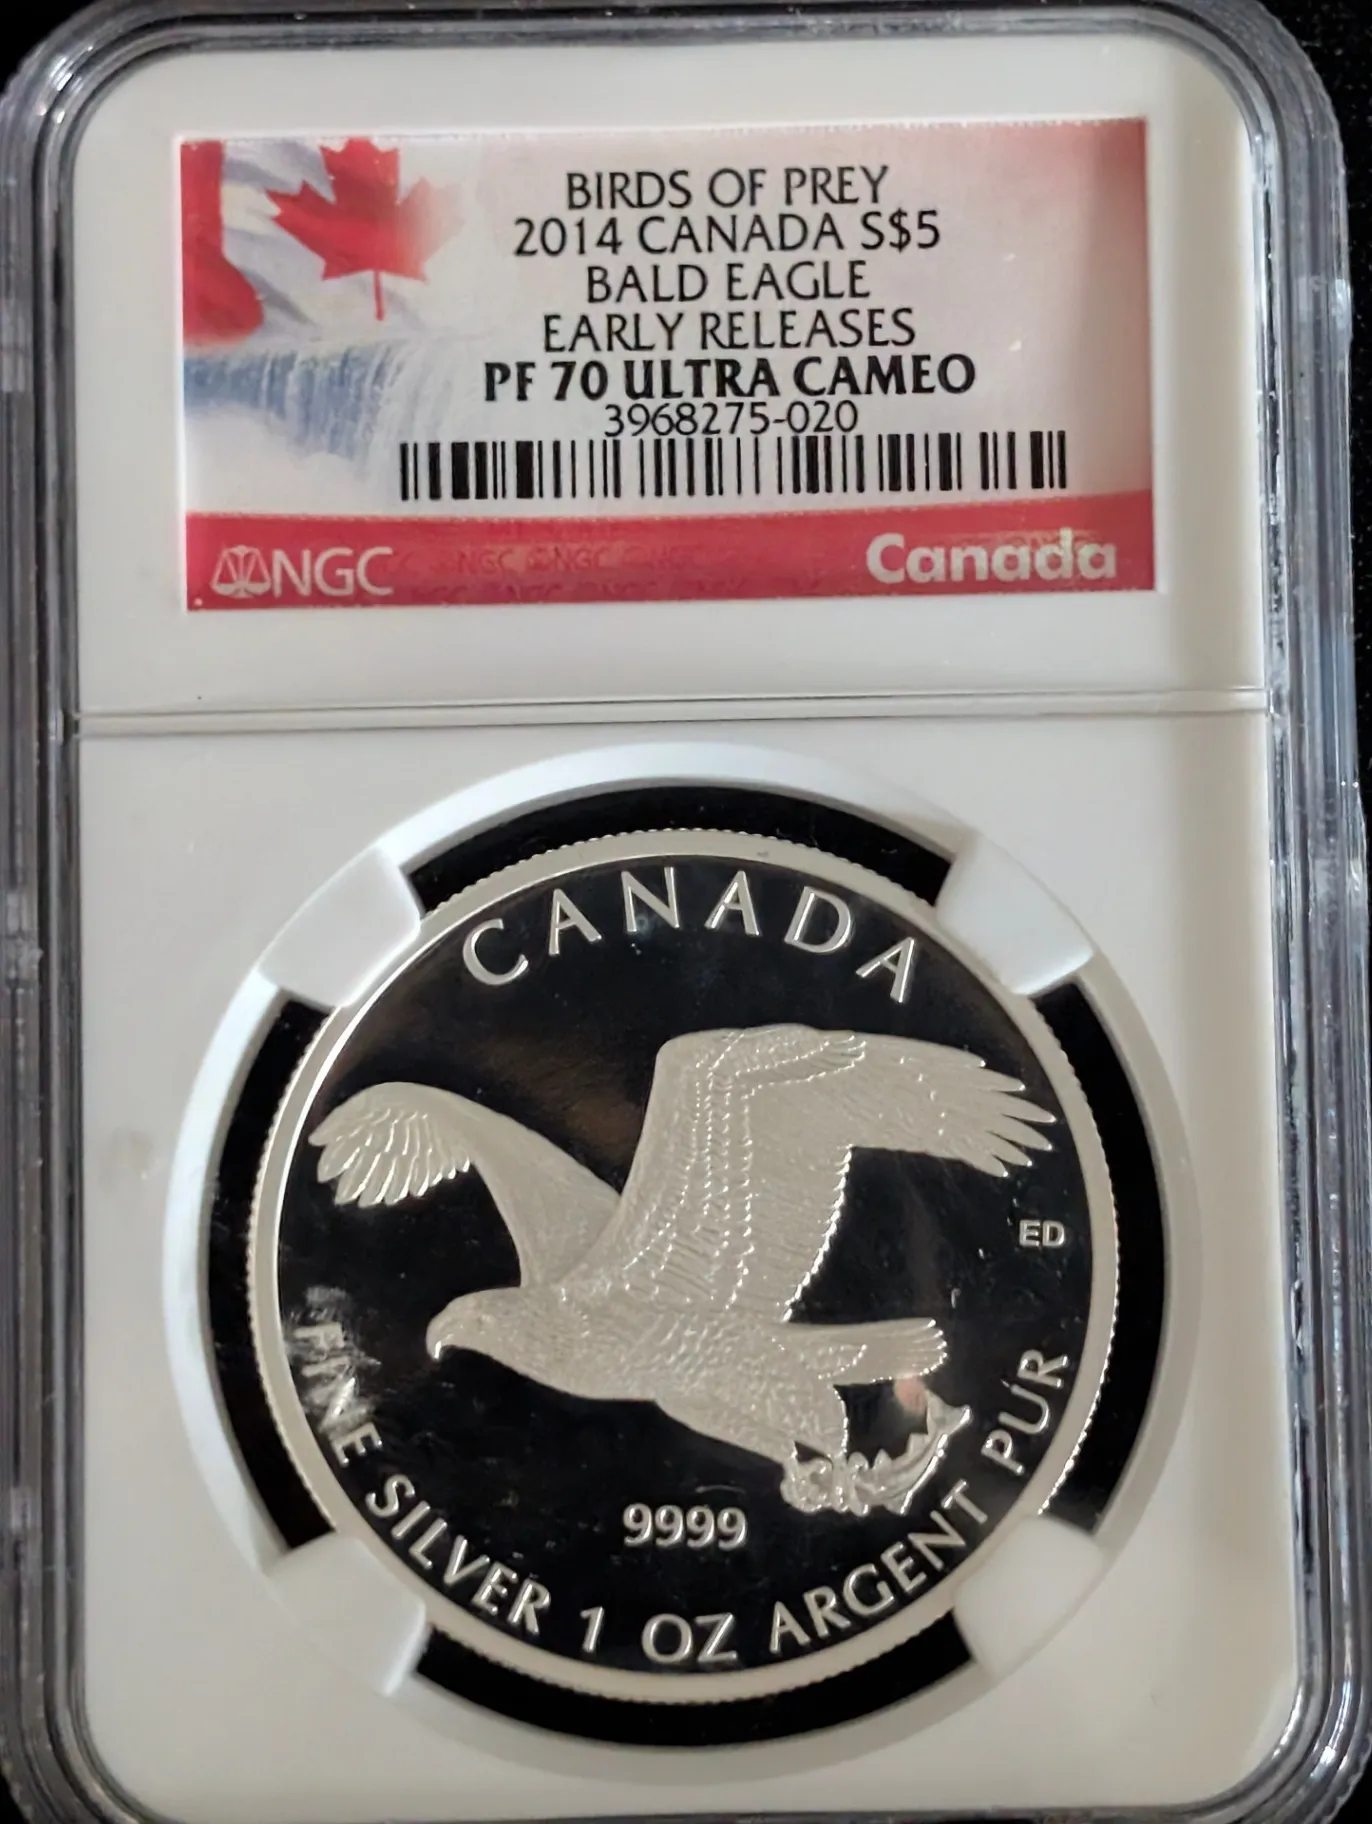 BIRDS OF PREY
2014 CANADA S$5
BALD EAGLE
EARLY RELEASES
PF 70 ULTRA CAMEO
3968275-020
NGC
Canada
CANADA
ED
9999
FINE SILVER 1 OZ ARGENT PUR